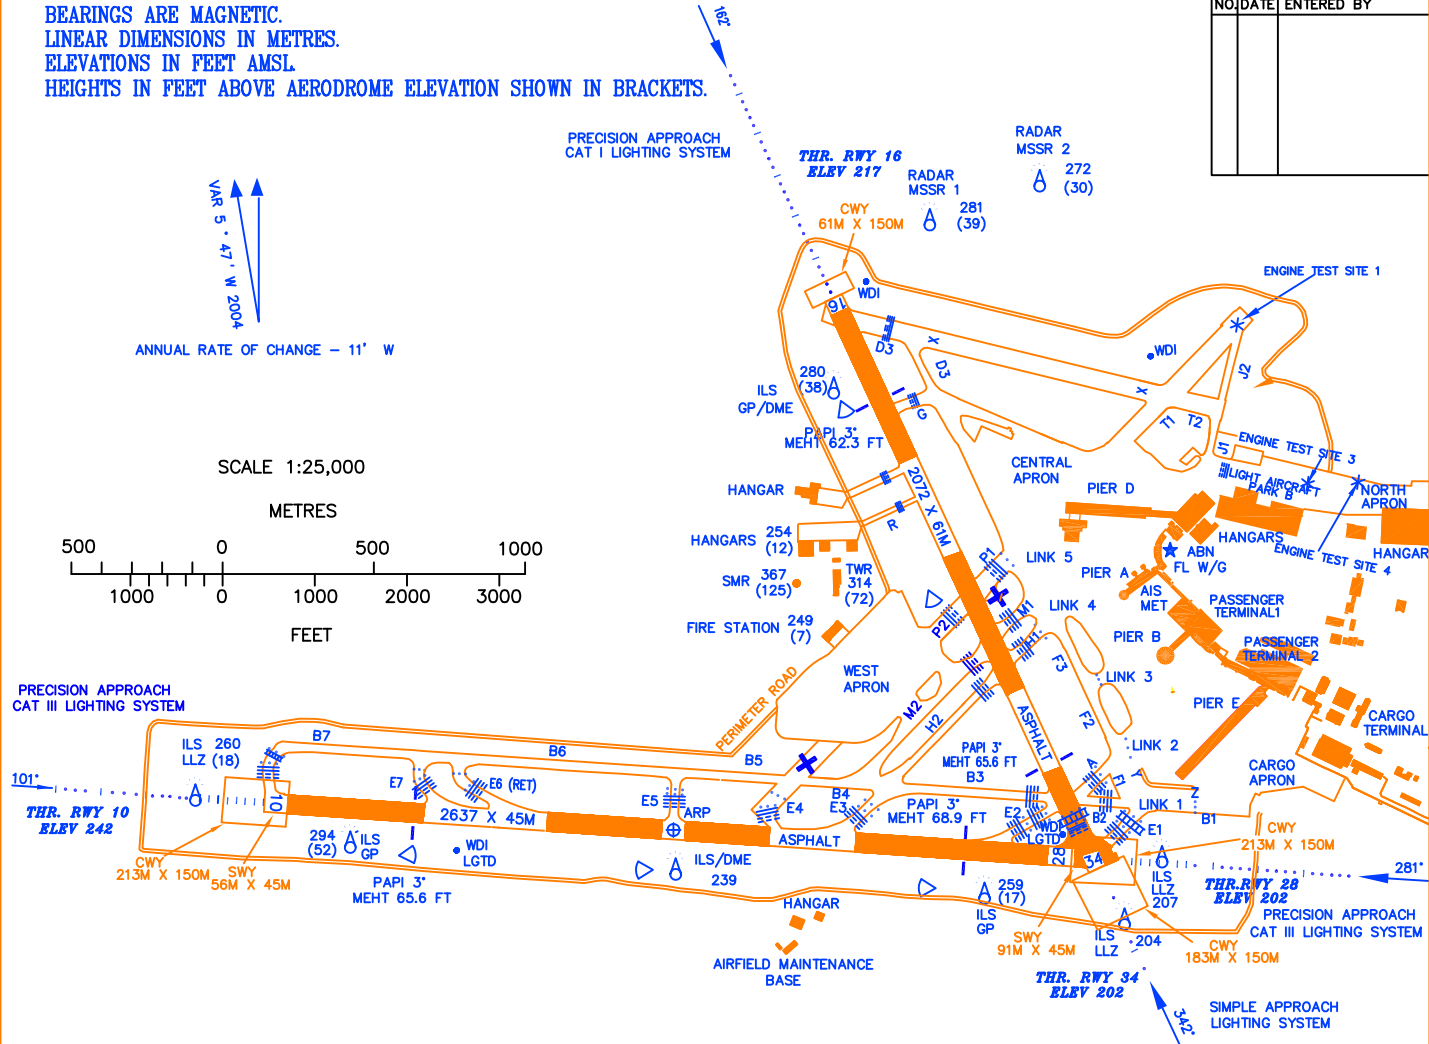 BEARINGS ARE MAGNETIC.
LINEAR DIMENSIONS IN METRES.
ELEVATIONS IN FEET AMSL.
HEIGHTS IN FEET ABOVE AERODROME ELEVATION SHOWN IN BRACKETS.
NO.
DATE
ENTERED BY
162°
PRECISION APPROACH
CAT I LIGHTING SYSTEM
THR. RWY 16
ELEV 217
RADAR
MSSR 1
281
(39)
RADAR
MSSR 2
272
(30)
CWY
61M X 150M
VAR 5 ° 47' W 2004
ANNUAL RATE OF CHANGE - 11' W
ENGINE TEST SITE 1
WDI
16
WDI
D3
X
D3
X
J2
280
(38)
ILS
GP/DME
PAPI 3°
MEHT 62.3 FT
G
T1
T2
J1
ENGINE TEST SITE 3
LIGHT AIRCRAFT
PARK B
NORTH
APRON
CENTRAL
APRON
PIER D
HANGARS
HANGAR
ENGINE TEST SITE 4
SCALE 1:25,000
METRES
500
0
500
1000
1000
0
1000
2000
3000
FEET
HANGAR
2072 X 61M
R
HANGARS
254
(12)
SMR
367
(125)
TWR
314
(72)
FIRE STATION
249
(7)
P1
LINK 5
ABN
FL W/G
PIER A
AIS
MET
PASSENGER
TERMINAL1
M1
LINK 4
H1
P2
PIER B
PASSENGER
TERMINAL 2
F3
WEST
APRON
LINK 3
PIER E
PERIMETER ROAD
M2
H2
ASPHALT
F2
LINK 2
CARGO
TERMINAL
CARGO
APRON
PRECISION APPROACH
CAT III LIGHTING SYSTEM
B7
B6
B5
ILS
LLZ
260
(18)
PAPI 3°
MEHT 65.6 FT
B3
A
F1
Y
Z
101°
THR. RWY 10
ELEV 242
10
E7
E6 (RET)
E5
ARP
E4
B4
E3
PAPI 3°
MEHT 68.9 FT
E2
B2
LINK 1
B1
E1
2637 X 45M
ASPHALT
WDI
LGTD
28
34
CWY
213M X 150M
294
(52)
ILS
GP
WDI
LGTD
ILS/DME
239
CWY
213M X 150M
SWY
56M X 45M
PAPI 3°
MEHT 65.6 FT
259
(17)
ILS
GP
ILS
LLZ
207
THR.RWY 28
ELEV 202
281°
PRECISION APPROACH
CAT III LIGHTING SYSTEM
HANGAR
AIRFIELD MAINTENANCE
BASE
SWY
91M X 45M
ILS
LLZ
204
CWY
183M X 150M
THR. RWY 34
ELEV 202
342°
SIMPLE APPROACH
LIGHTING SYSTEM